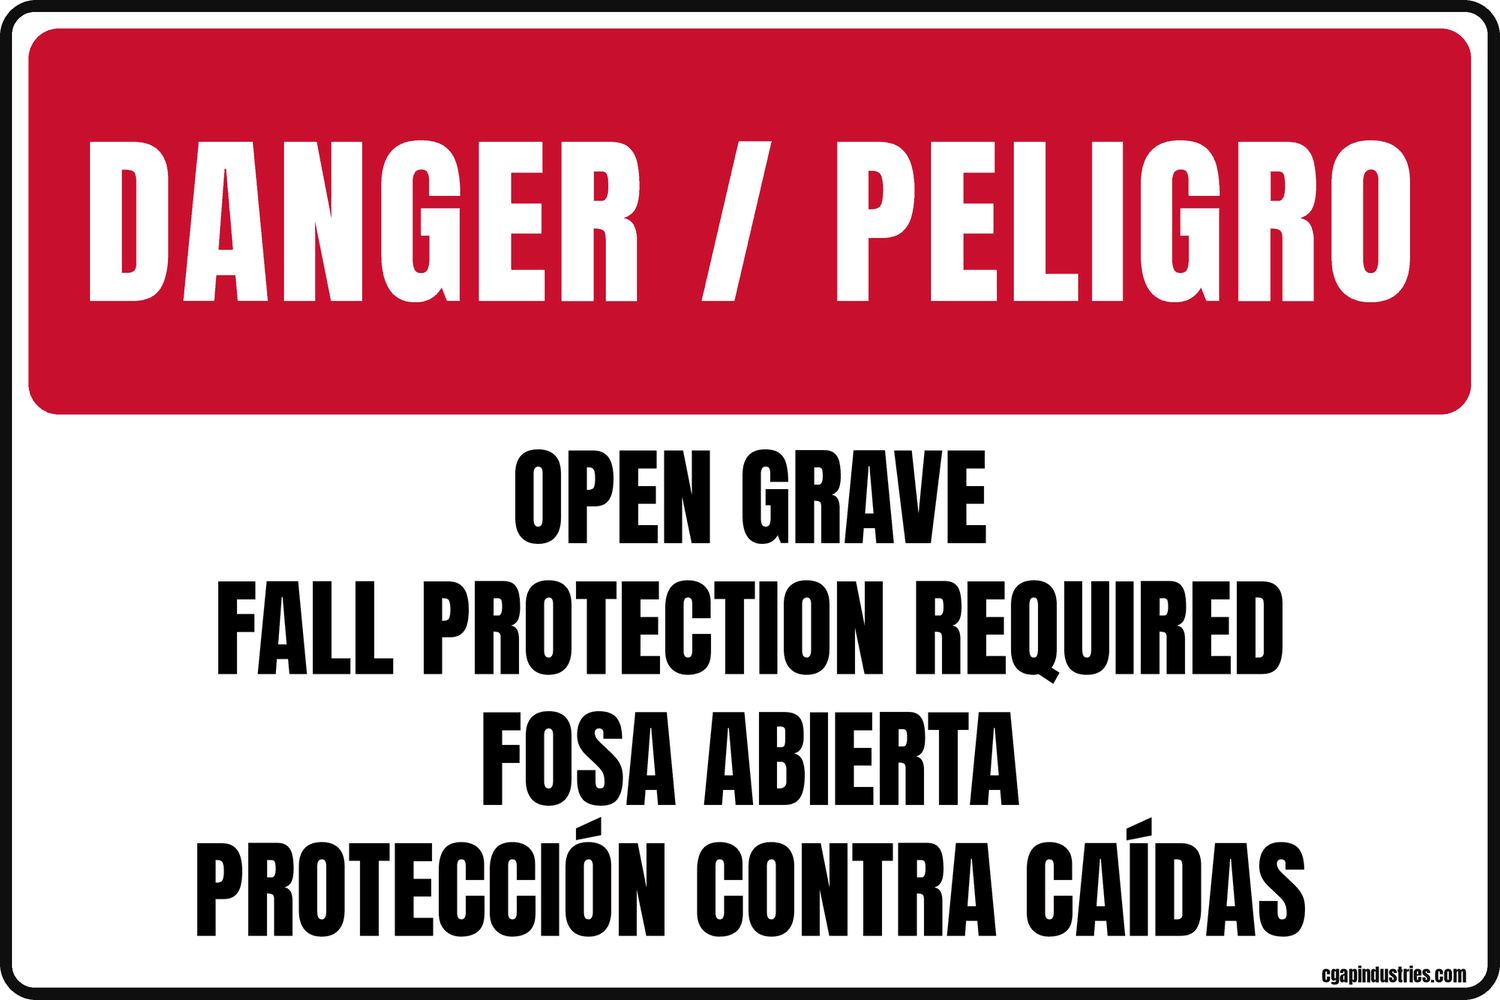 DANGER / PELIGRO
OPEN GRAVE
FALL PROTECTION REQUIRED
FOSA ABIERTA
PROTECCIÓN CONTRA CAÍDAS
cgapindustries.com